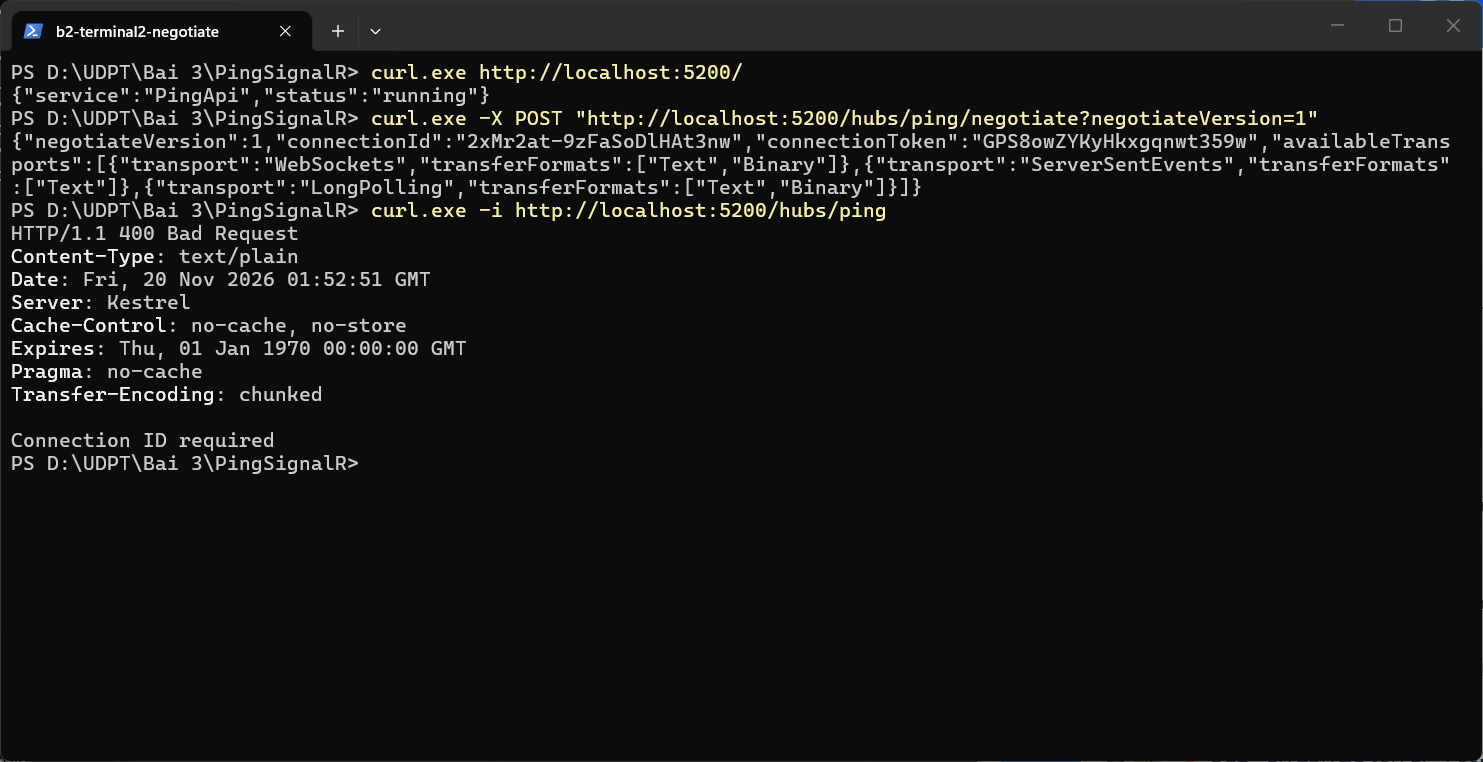 b2-terminal2-negotiate
PS D:\UDPT\Bai 3\PingSignalR> curl.exe http://localhost:5200/
{"service":"PingApi","status":"running"}
PS D:\UDPT\Bai 3\PingSignalR> curl.exe -X POST "http://localhost:5200/hubs/ping/negotiate?negotiateVersion=1"
{"negotiateVersion":1,"connectionId":"2xMr2at-9zFaSoDlHAt3nw","connectionToken":"GPS8owZYKyHkxgqnwt359w","availableTrans
ports":[{"transport":"WebSockets","transferFormats":["Text","Binary"]},{"transport":"ServerSentEvents","transferFormats"
:["Text"]},{"transport":"LongPolling","transferFormats":["Text","Binary"]}]}
PS D:\UDPT\Bai 3\PingSignalR> curl.exe -i http://localhost:5200/hubs/ping
HTTP/1.1 400 Bad Request
Content-Type: text/plain
Date: Fri, 20 Nov 2026 01:52:51 GMT
Server: Kestrel
Cache-Control: no-cache, no-store
Expires: Thu, 01 Jan 1970 00:00:00 GMT
Pragma: no-cache
Transfer-Encoding: chunked

Connection ID required
PS D:\UDPT\Bai 3\PingSignalR>